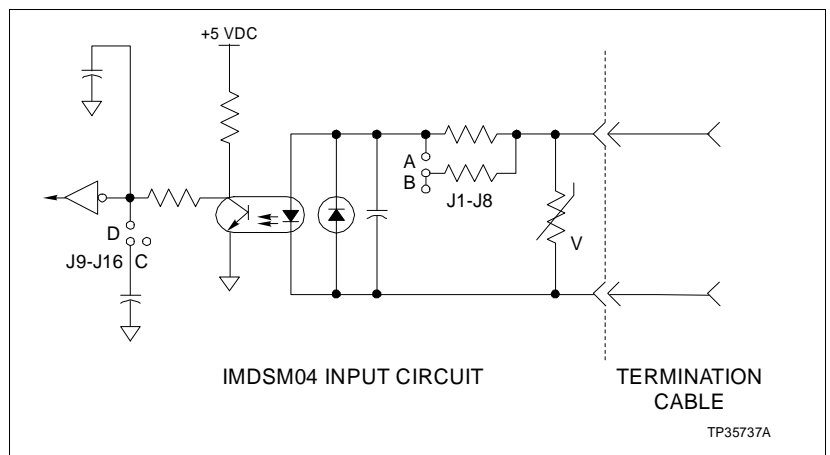 +5 VDC
A
B
J1-J8
V
D
J9-J16 C
IMDSM04 INPUT CIRCUIT
TERMINATION
CABLE
TP35737A